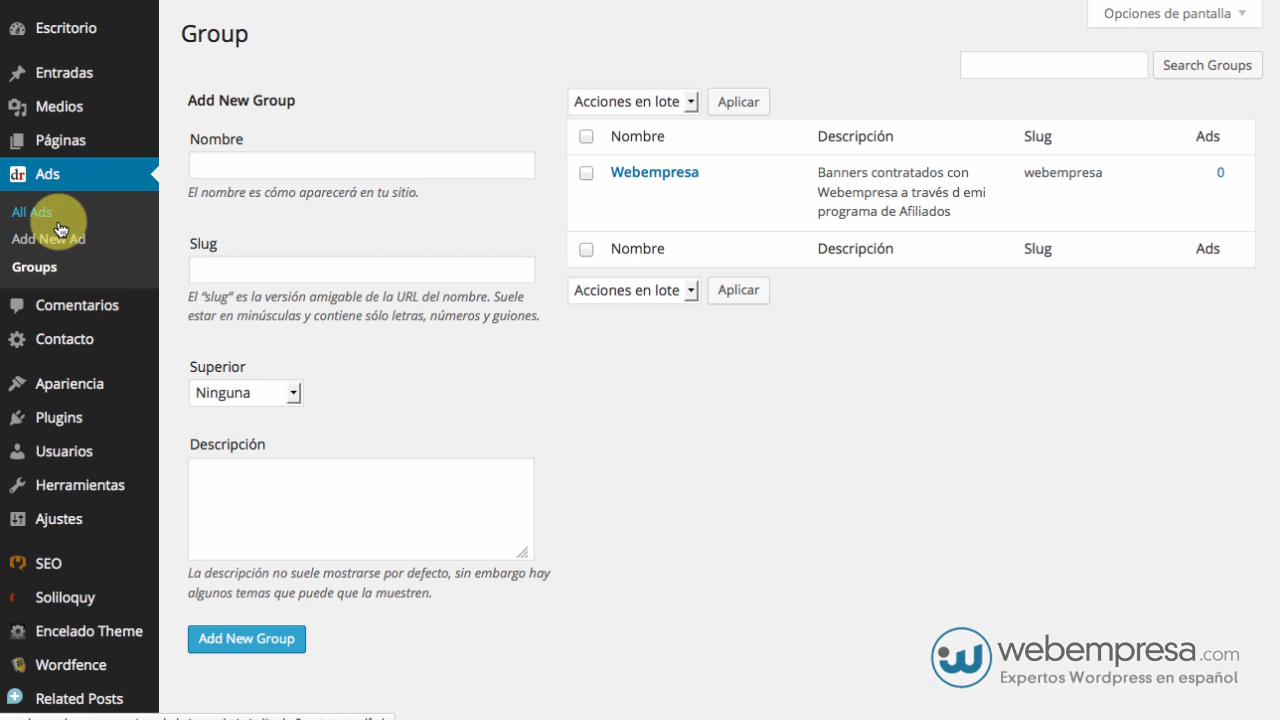 Escritorio
Entradas
Medios
Páginas
dr Ads
All Ads
Add New Ad
Groups
Comentarios
Contacto
Apariencia
Plugins
Usuarios
Herramientas
Ajustes
SEO
Soliloquy
Encelado Theme
Wordfence
Related Posts
Opciones de pantalla
Group
Search Groups
Add New Group
Nombre
El nombre es cómo aparecerá en tu sitio.
Slug
El “slug” es la versión amigable de la URL del nombre. Suele
estar en minúsculas y contiene sólo letras, números y guiones.
Superior
Ninguna
Descripción
La descripción no suele mostrarse por defecto, sin embargo hay
algunos temas que puede que la muestren.
Add New Group
Acciones en lote Aplicar
Nombre Descripción Slug Ads
Webempresa Banners contratados con webempresa 0
Webempresa a través d emi
programa de Afiliados
Nombre Descripción Slug Ads
Acciones en lote Aplicar
w webempresa.com
Expertos Wordpress en español